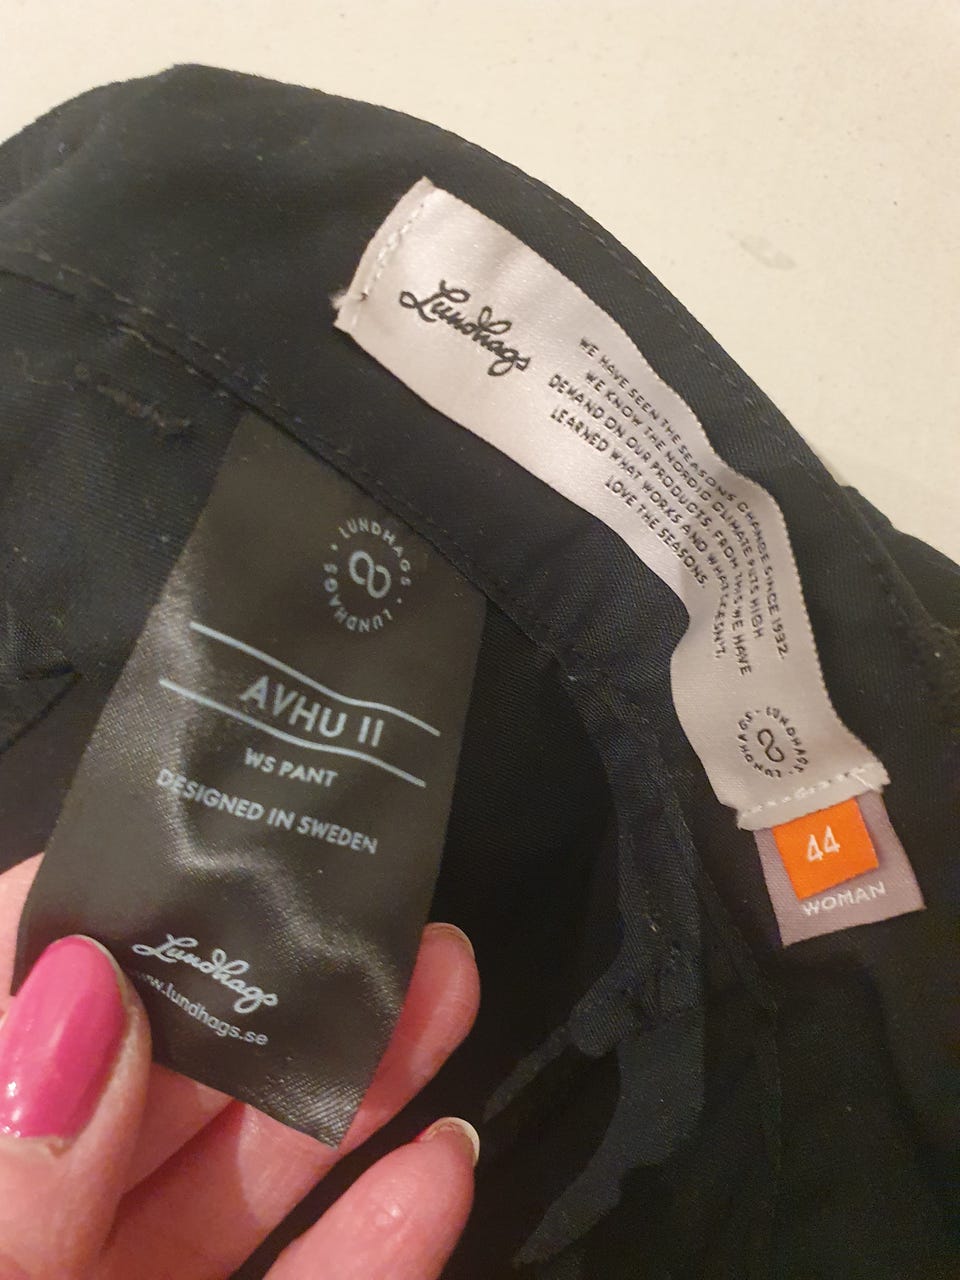 Lundhags
WE HAVE SEEN THE SEASONS CHANGE SINCE 1932.
WE KNOW THE NORDIC CLIMATE PUTS HIGH
DEMAND ON OUR PRODUCTS. FROM THIS WE HAVE
LEARNED WHAT WORKS AND WHAT DOESN'T.
LOVE THE SEASONS.
LUNDHAGS • LUNDHAGS •
44
WOMAN
LUNDHAGS • LUNDHAGS •
AVHU II
WS PANT
DESIGNED IN SWEDEN
Lundhags
www.lundhags.se